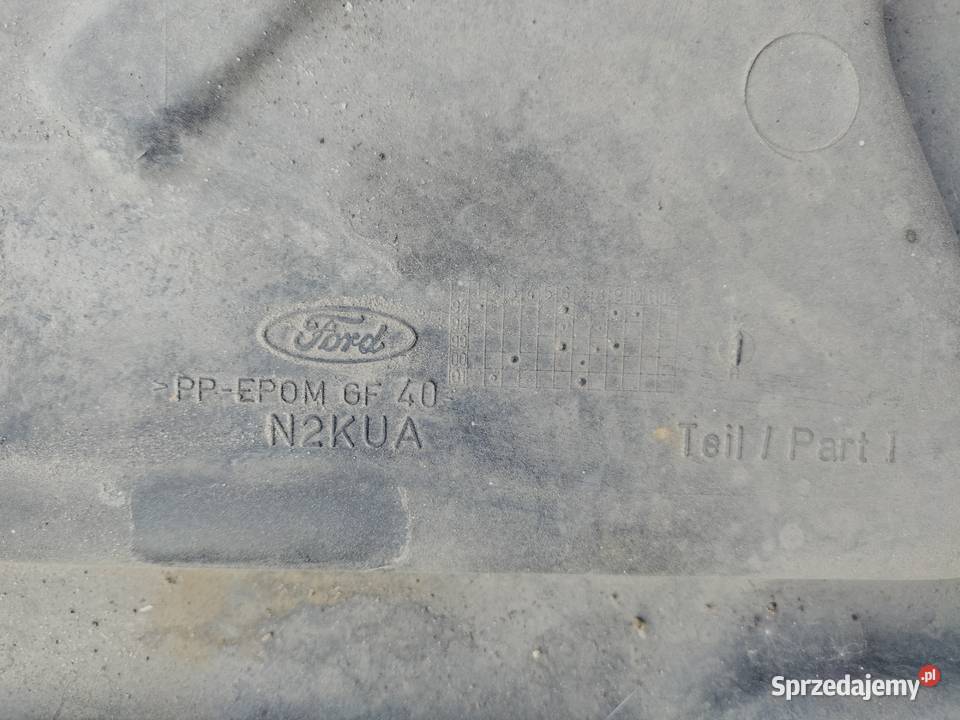 Ford
>PP-EPDM GF 40<
N2KUA
Teil / Part 1
Sprzedajemy.pl